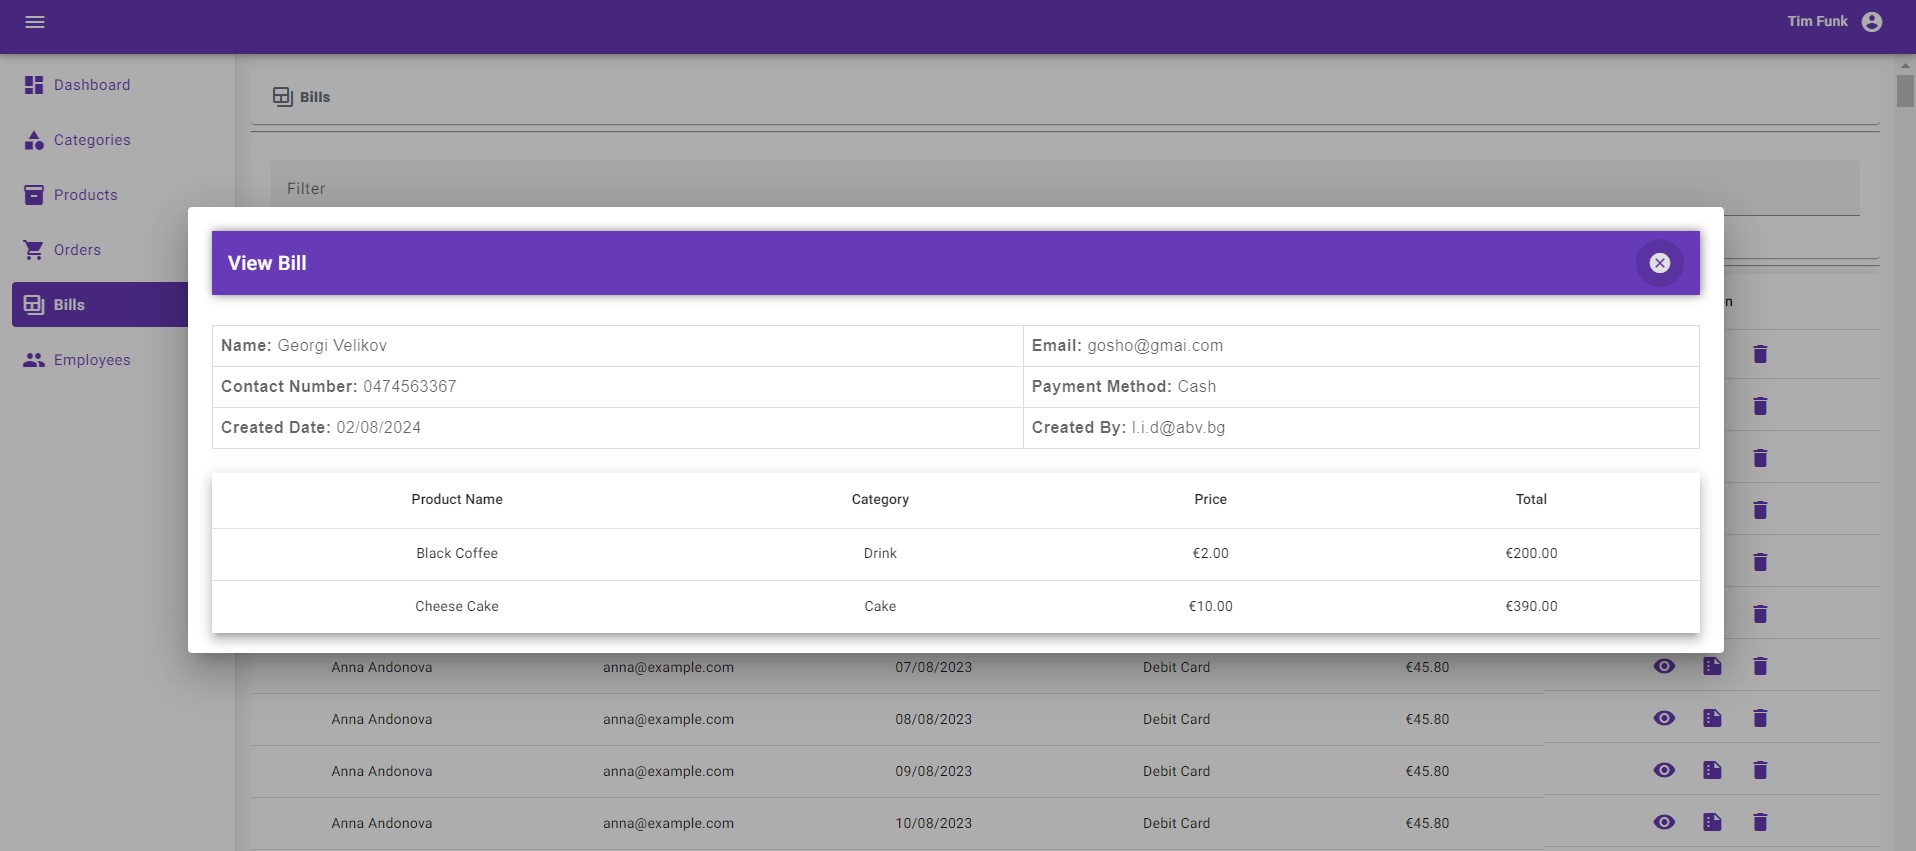 Tim Funk
Dashboard
Categories
Products
Orders
Bills
Employees
Bills
Filter
View Bill
Name: Georgi Velikov Email: gosho@gmai.com
Contact Number: 0474563367 Payment Method: Cash
Created Date: 02/08/2024 Created By: l.i.d@abv.bg
Product Name Category Price Total
Black Coffee Drink €2.00 €200.00
Cheese Cake Cake €10.00 €390.00
Anna Andonova anna@example.com 07/08/2023 Debit Card €45.80
Anna Andonova anna@example.com 08/08/2023 Debit Card €45.80
Anna Andonova anna@example.com 09/08/2023 Debit Card €45.80
Anna Andonova anna@example.com 10/08/2023 Debit Card €45.80